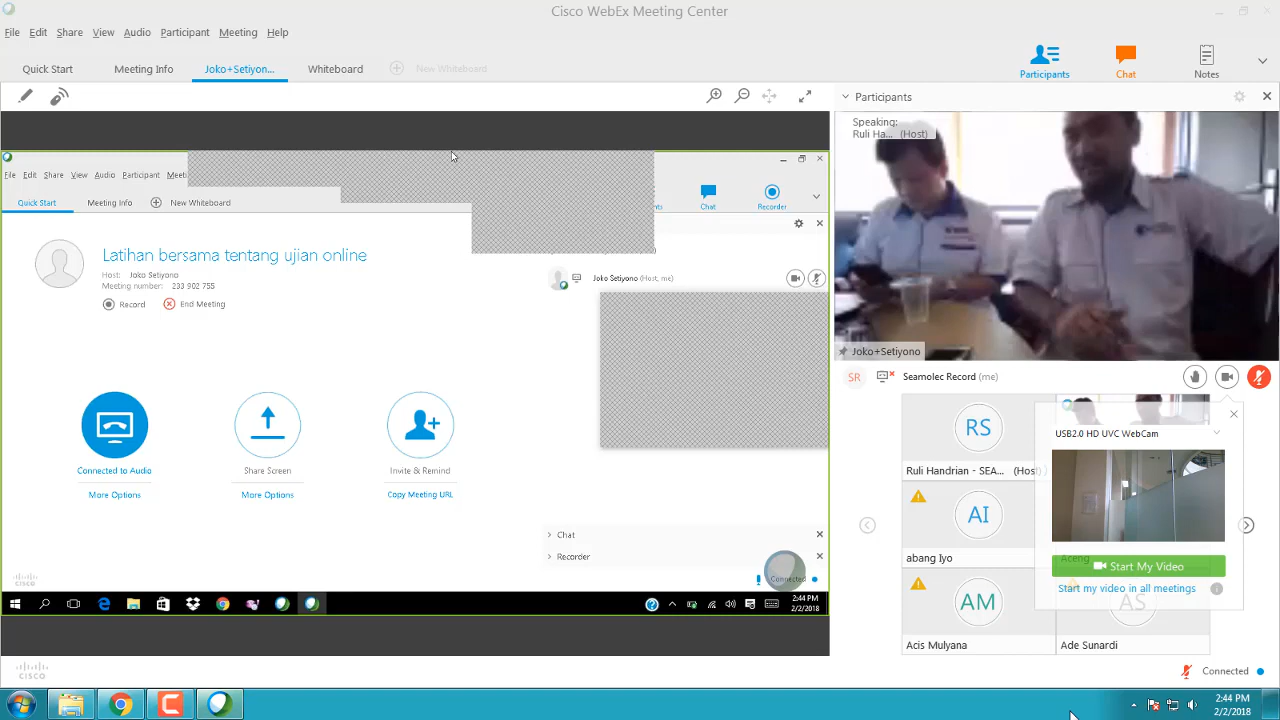 Cisco WebEx Meeting Center
File Edit Share View Audio Participant Meeting Help
Quick Start Meeting Info Joko+Setiyon... Whiteboard New Whiteboard
Participants Chat Notes
Participants
Speaking:
Ruli Ha... (Host)
Joko+Setiyono
File Edit Share View Audio Participant Meeti
Quick Start Meeting Info New Whiteboard
nts Chat Recorder
Latihan bersama tentang ujian online
Host: Joko Setiyono
Meeting number: 233 902 755
Record End Meeting
Joko Setiyono (Host, me)
Connected to Audio
More Options
Share Screen
More Options
Invite & Remind
Copy Meeting URL
Chat
Recorder
Connected
cisco
2:44 PM
2/2/2018
SR Seamolec Record (me)
RS
Ruli Handrian - SEA... (Host)
AI
abang Iyo
Aceng
AM
Acis Mulyana
AS
Ade Sunardi
USB2.0 HD UVC WebCam
Start My Video
Start my video in all meetings
cisco
Connected
2:44 PM
2/2/2018